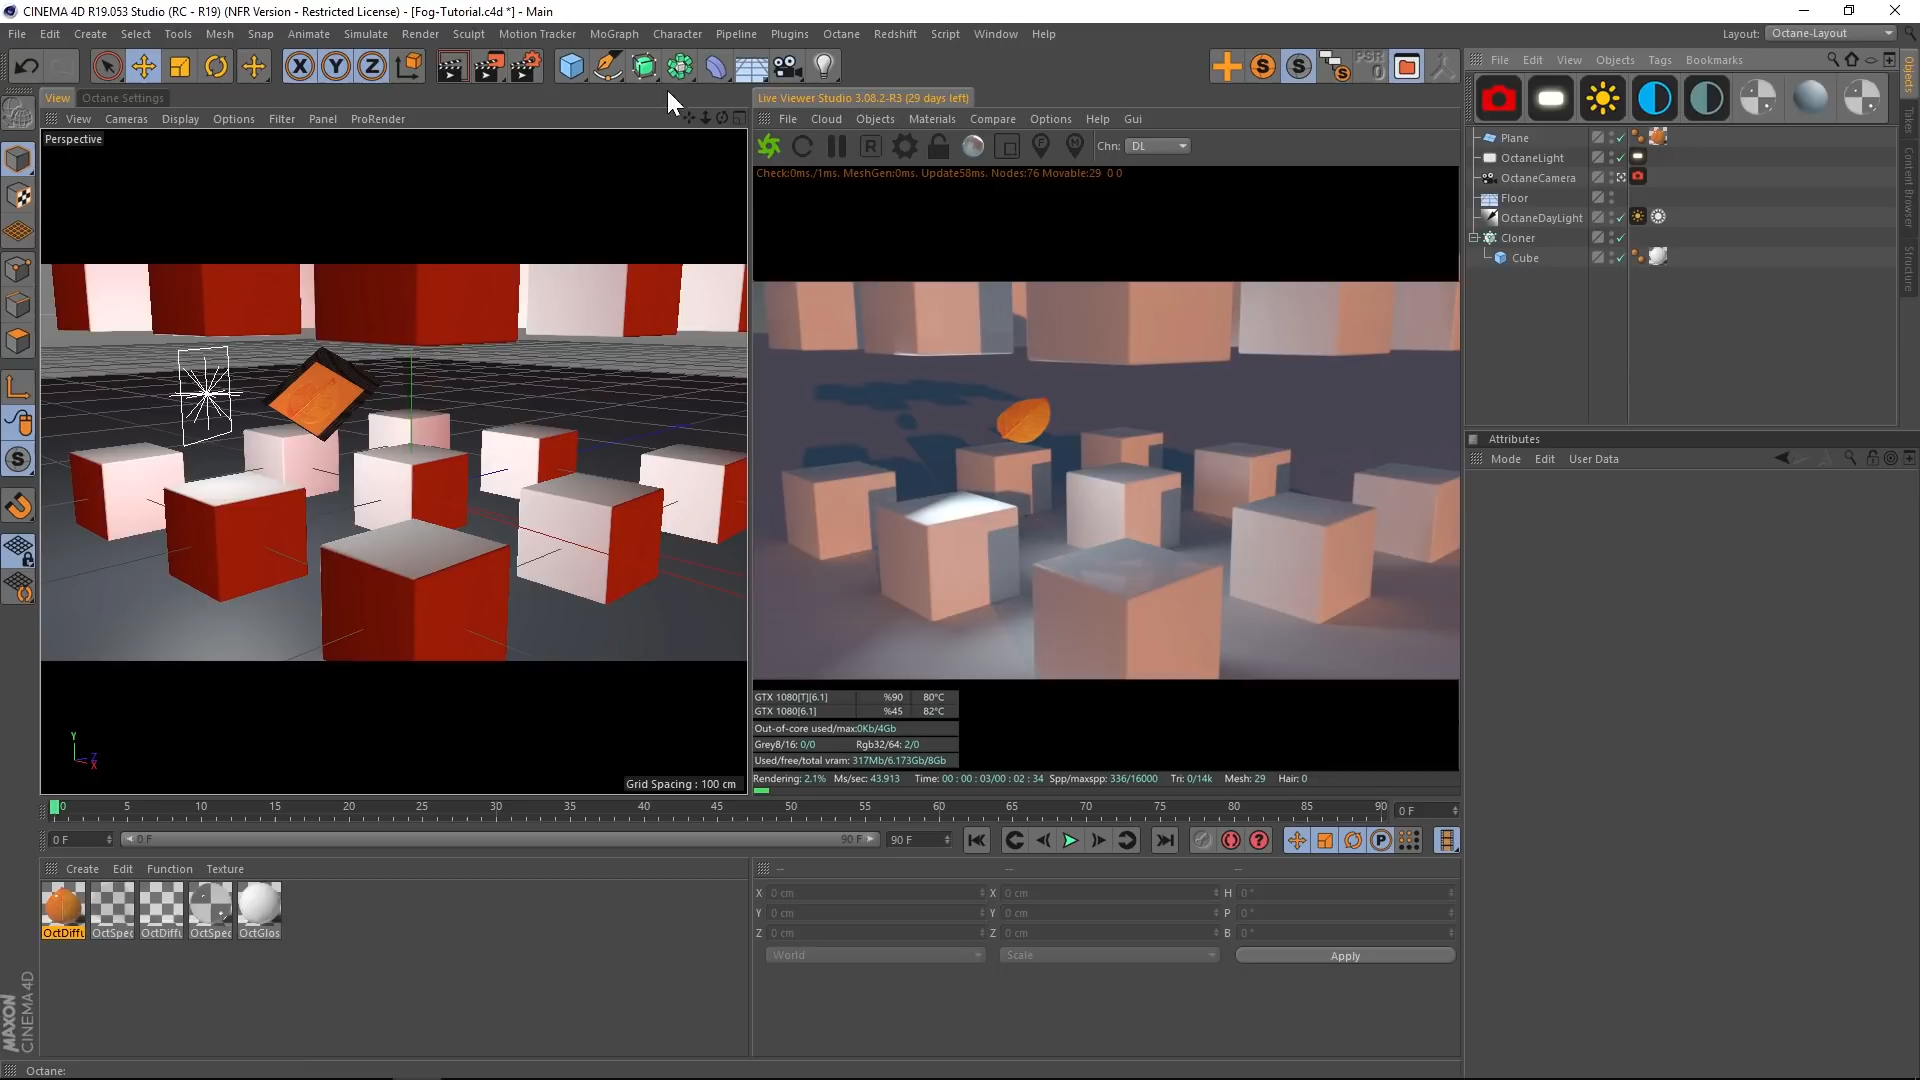 CINEMA 4D R19.053 Studio (RC - R19) (NFR Version - Restricted License) - [Fog-Tutorial.c4d *] - Main
File Edit Create Select Tools Mesh Snap Animate Simulate Render Sculpt Motion Tracker MoGraph Character Pipeline Plugins Octane Redshift Script Window Help
Layout: Octane-Layout
X Y Z
PSR
0
File Edit View Objects Tags Bookmarks
View Octane Settings
Live Viewer Studio 3.08.2-R3 (29 days left)
View Cameras Display Options Filter Panel ProRender
File Cloud Objects Materials Compare Options Help Gui
Perspective
Chn: DL
Check:0ms./1ms. MeshGen:0ms. Update58ms. Nodes:76 Movable:29 0 0
Plane
OctaneLight
OctaneCamera
Floor
OctaneDayLight
Cloner
Cube
Objects
Takes
Content Browser
Structure
Attributes
Mode Edit User Data
GTX 1080[T][6.1] %90 80°C
GTX 1080[6.1] %45 82°C
Out-of-core used/max:0Kb/4Gb
Grey8/16: 0/0 Rgb32/64: 2/0
Used/free/total vram: 317Mb/6.173Gb/8Gb
Rendering: 2.1% Ms/sec: 43.913 Time: 00 : 00 : 03/00 : 02 : 34 Spp/maxspp: 336/16000 Tri: 0/14k Mesh: 29 Hair: 0
Y
Z
X
Grid Spacing : 100 cm
0 5 10 15 20 25 30 35 40 45 50 55 60 65 70 75 80 85 90 0 F
0 F 0 F 90 F 90 F
Create Edit Function Texture
-- -- --
X 0 cm X 0 cm H 0 °
Y 0 cm Y 0 cm P 0 °
Z 0 cm Z 0 cm B 0 °
World Scale Apply
OctDiffu OctSpec OctDiffu OctSpec OctGlos
MAXON
CINEMA 4D
Octane: